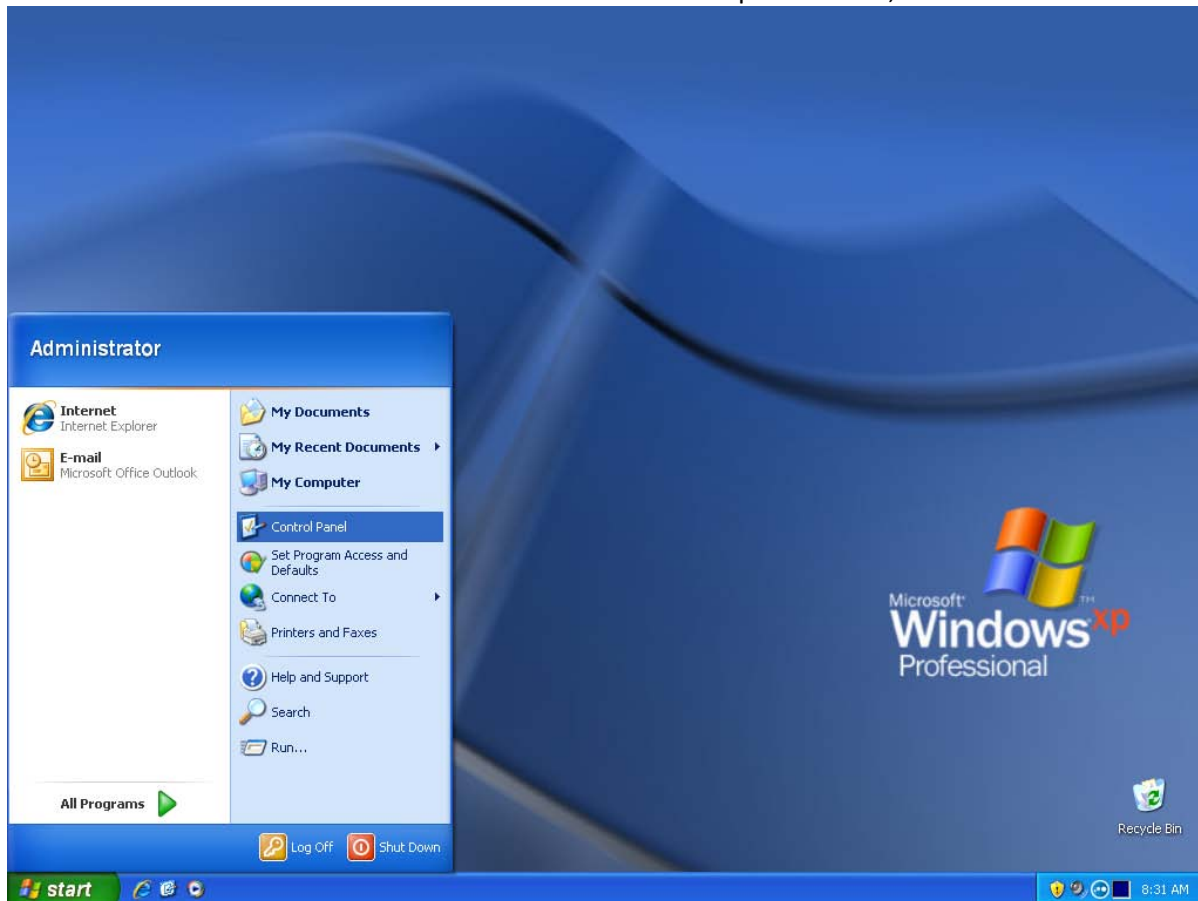 Administrator
Internet
Internet Explorer
E-mail
Microsoft Office Outlook
All Programs
My Documents
My Recent Documents
My Computer
Control Panel
Set Program Access and
Defaults
Connect To
Printers and Faxes
Help and Support
Search
Run...
Log Off
Shut Down
Microsoft
Windows xp
TM
Professional
Recycle Bin
start
8:31 AM